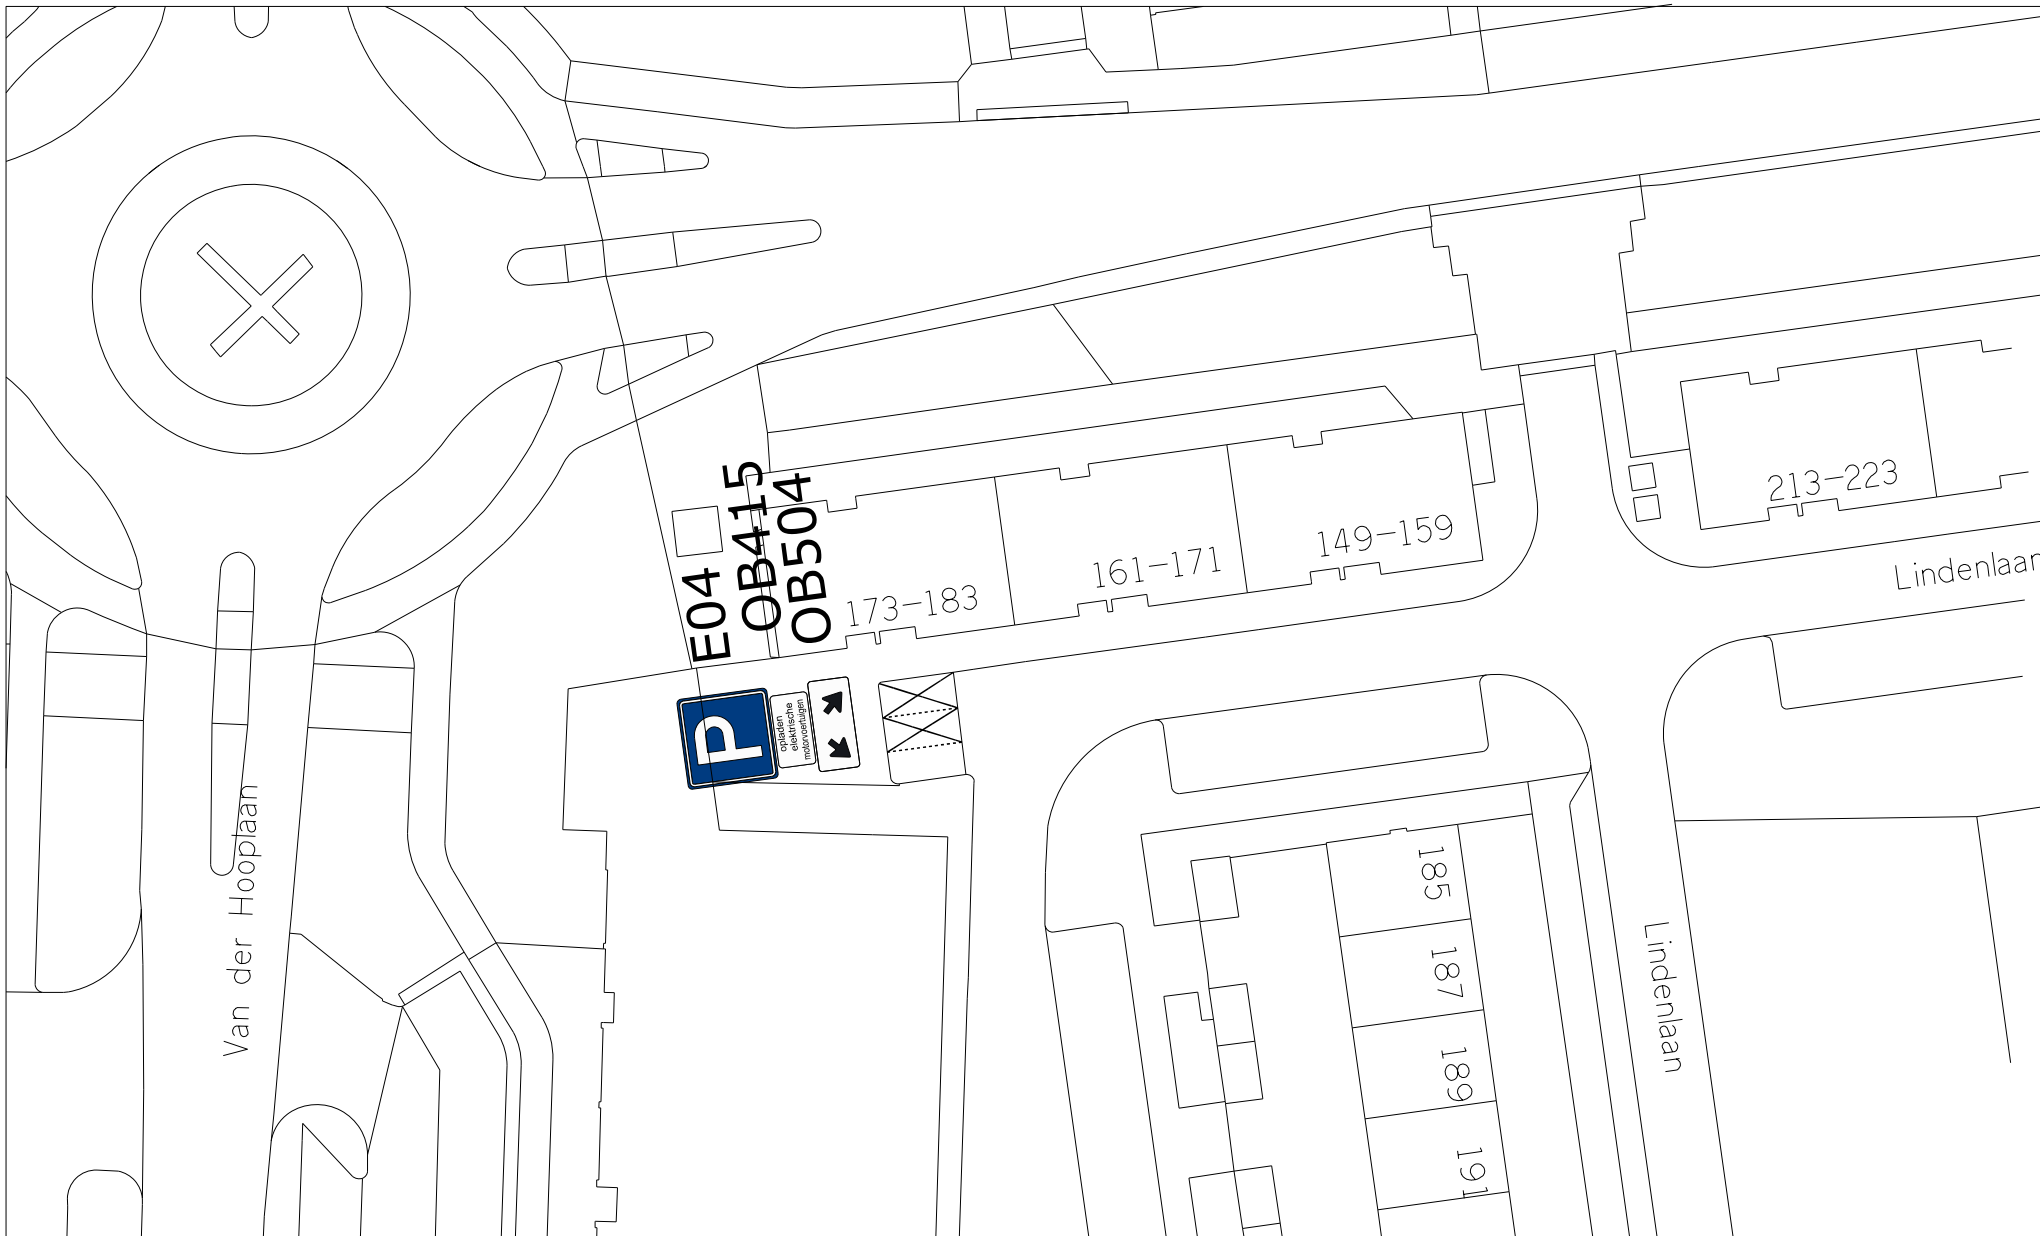 E04
OB415
OB504
173-183
161-171
149-159
213-223
Lindenlaan
P
opladen
elektrische
motorvoertuigen
Van der Hooplaan
185
187
189
191
Lindenlaan